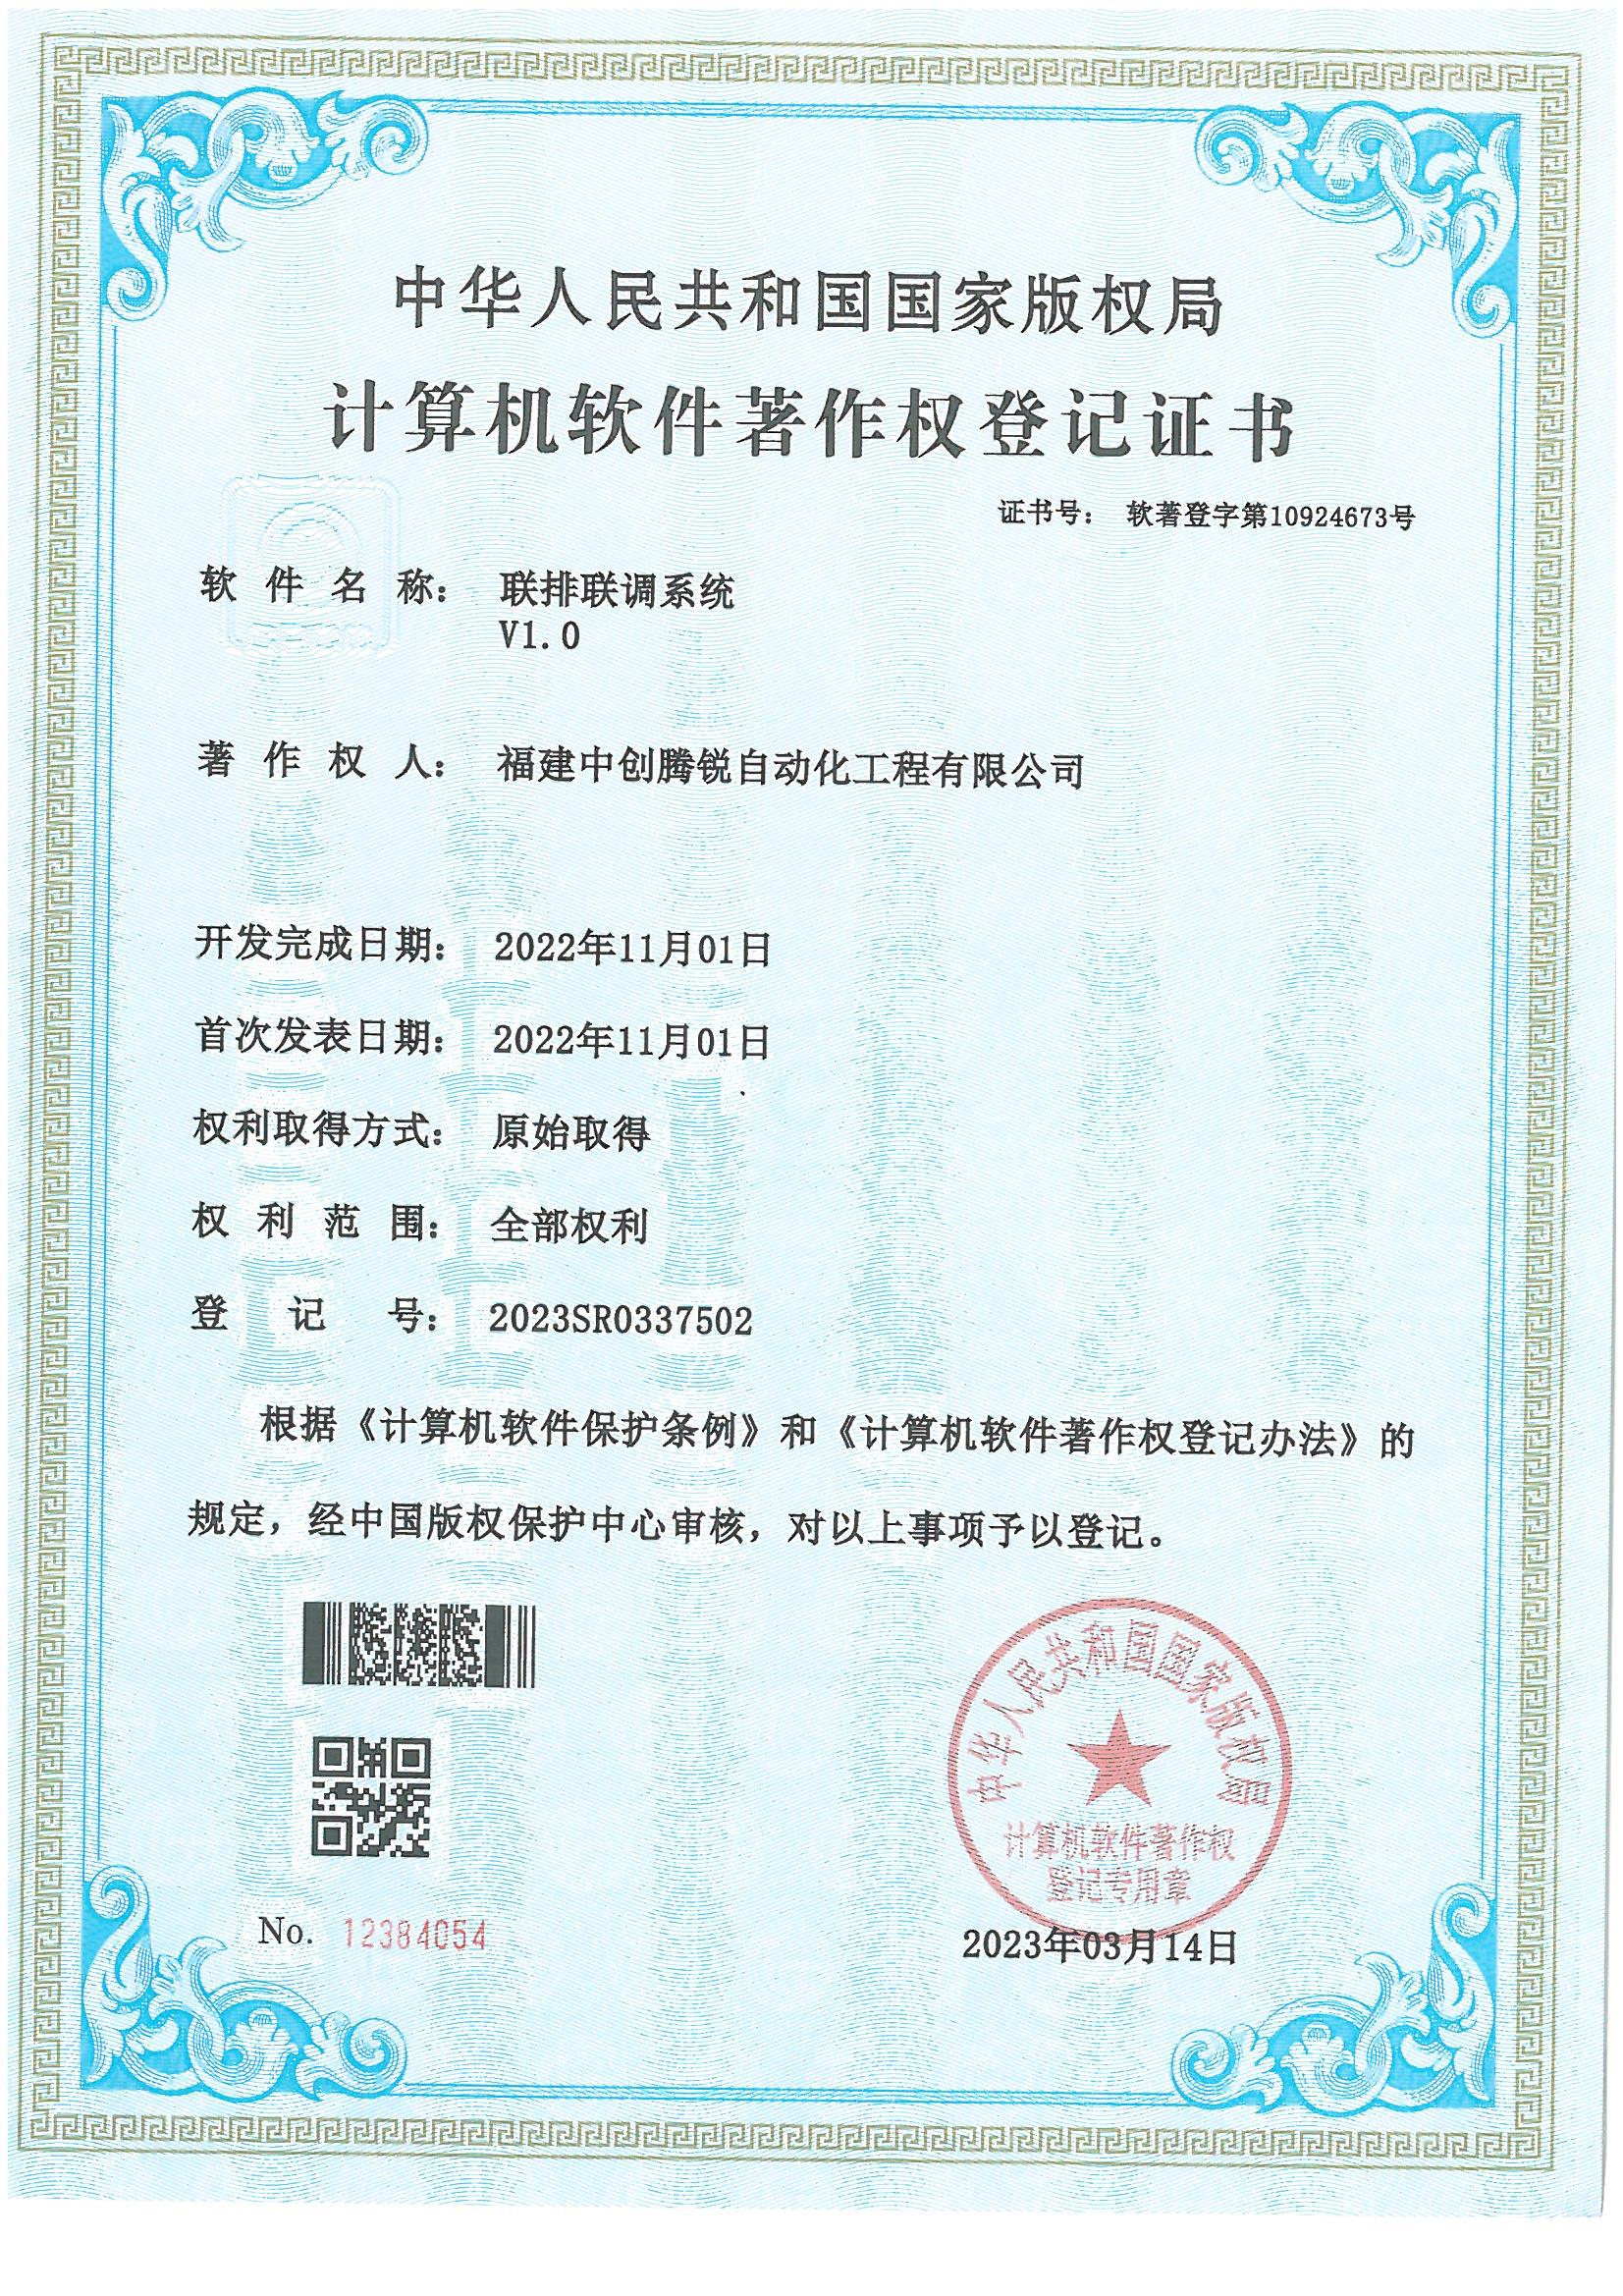 中华人民共和国国家版权局
计算机软件著作权登记证书
证书号： 软著登字第10924673号
软件名称： 联排联调系统
V1.0
著作权人： 福建中创腾锐自动化工程有限公司
开发完成日期： 2022年11月01日
首次发表日期： 2022年11月01日
权利取得方式： 原始取得
权利范围： 全部权利
登记号： 2023SR0337502
根据《计算机软件保护条例》和《计算机软件著作权登记办法》的
规定，经中国版权保护中心审核，对以上事项予以登记。
中华人民共和国国家版权局
计算机软件著作权
登记专用章
No. 12384054
2023年03月14日